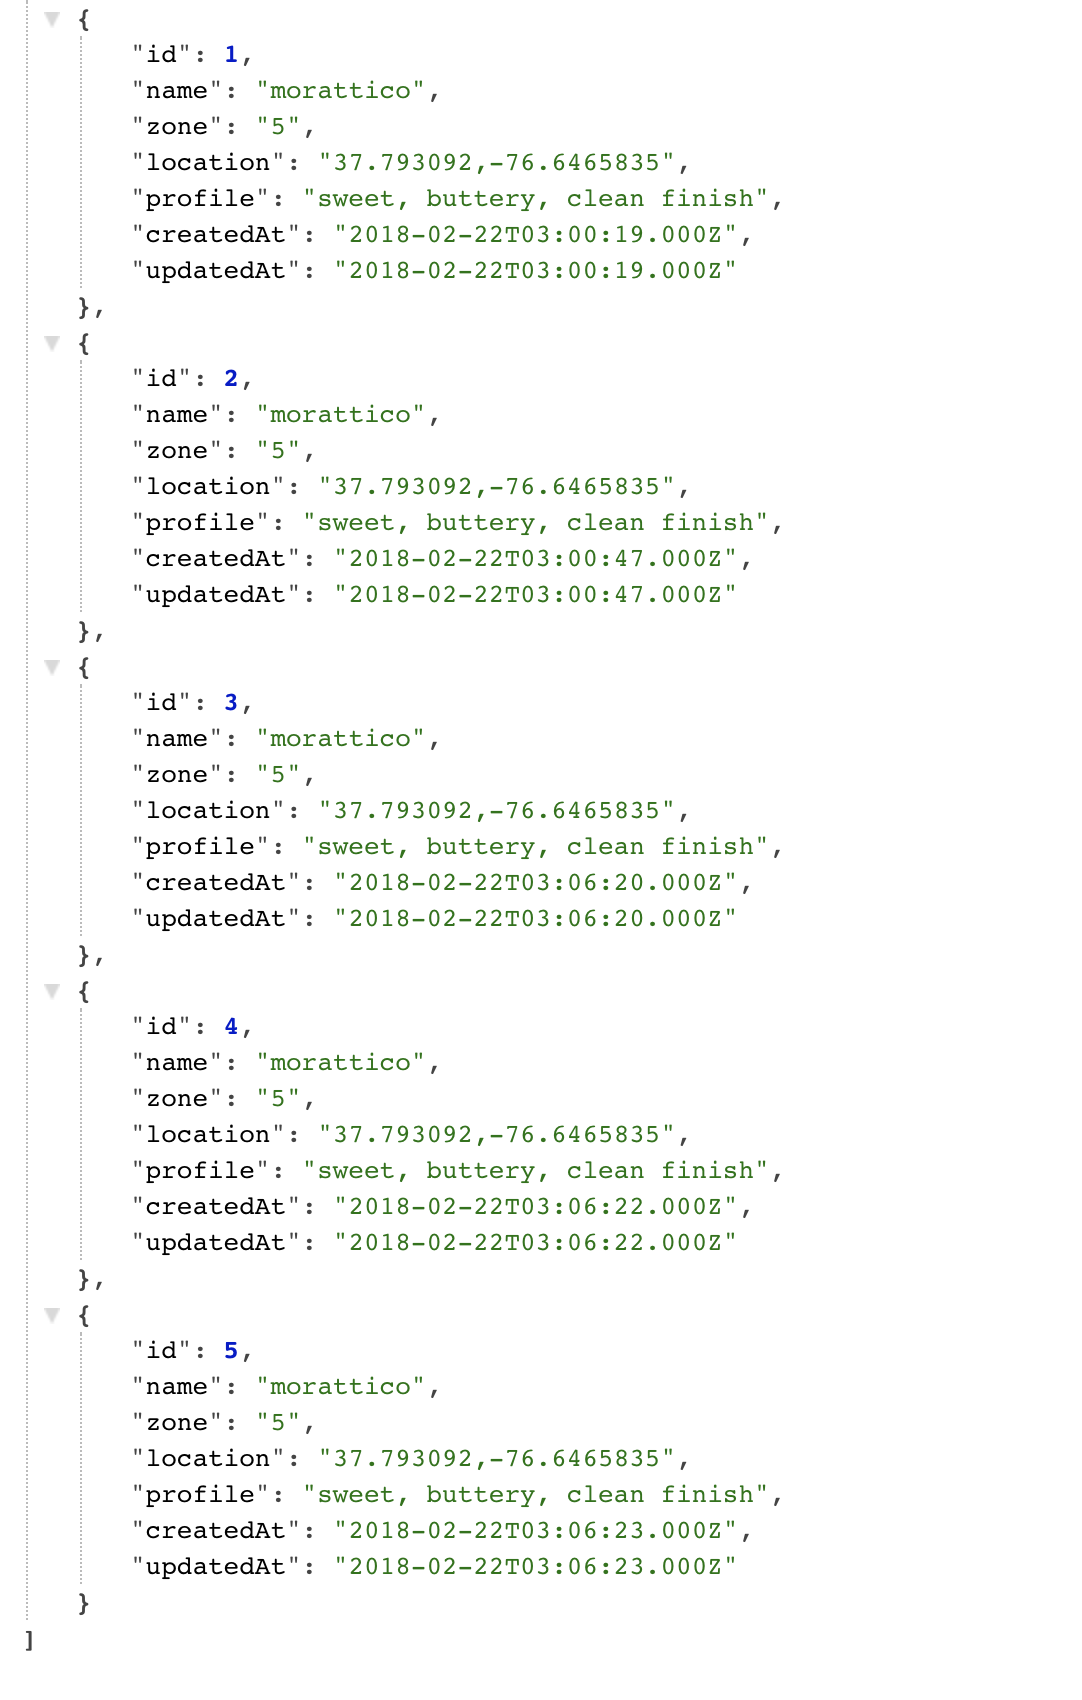 {
"id": 1,
"name": "morattico",
"zone": "5",
"location": "37.793092,-76.6465835",
"profile": "sweet, buttery, clean finish",
"createdAt": "2018-02-22T03:00:19.000Z",
"updatedAt": "2018-02-22T03:00:19.000Z"
},
{
"id": 2,
"name": "morattico",
"zone": "5",
"location": "37.793092,-76.6465835",
"profile": "sweet, buttery, clean finish",
"createdAt": "2018-02-22T03:00:47.000Z",
"updatedAt": "2018-02-22T03:00:47.000Z"
},
{
"id": 3,
"name": "morattico",
"zone": "5",
"location": "37.793092,-76.6465835",
"profile": "sweet, buttery, clean finish",
"createdAt": "2018-02-22T03:06:20.000Z",
"updatedAt": "2018-02-22T03:06:20.000Z"
},
{
"id": 4,
"name": "morattico",
"zone": "5",
"location": "37.793092,-76.6465835",
"profile": "sweet, buttery, clean finish",
"createdAt": "2018-02-22T03:06:22.000Z",
"updatedAt": "2018-02-22T03:06:22.000Z"
},
{
"id": 5,
"name": "morattico",
"zone": "5",
"location": "37.793092,-76.6465835",
"profile": "sweet, buttery, clean finish",
"createdAt": "2018-02-22T03:06:23.000Z",
"updatedAt": "2018-02-22T03:06:23.000Z"
}
]